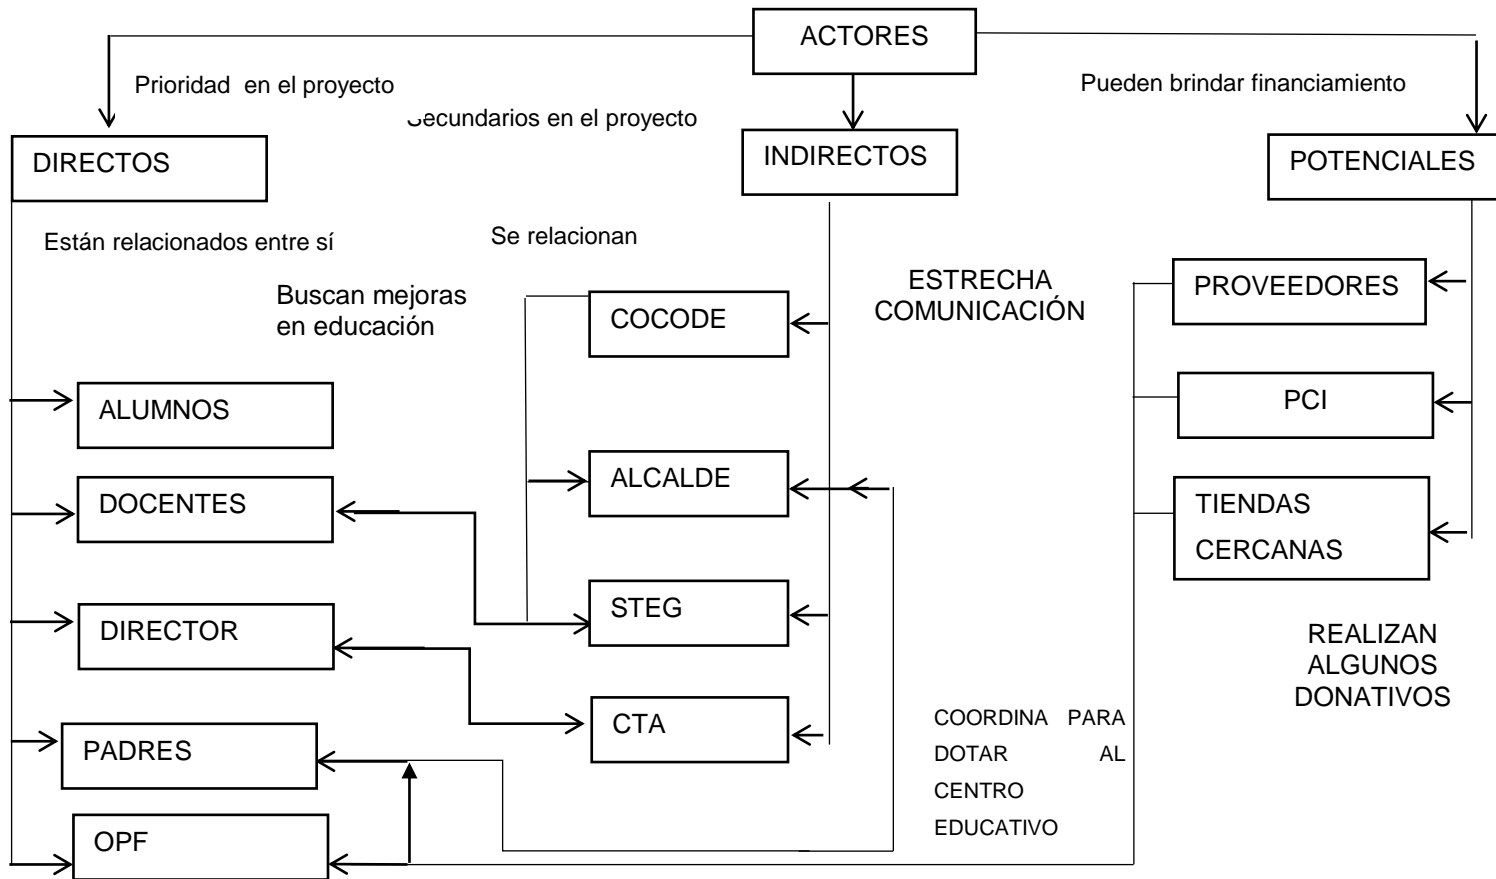 ACTORES
Prioridad en el proyecto
Pueden brindar financiamiento
Secundarios en el proyecto
DIRECTOS
INDIRECTOS
POTENCIALES
Están relacionados entre sí
Se relacionan
Buscan mejoras
en educación
COCODE
ESTRECHA
COMUNICACIÓN
PROVEEDORES
ALUMNOS
PCI
DOCENTES
ALCALDE
TIENDAS
CERCANAS
DIRECTOR
STEG
REALIZAN
ALGUNOS
DONATIVOS
PADRES
CTA
COORDINA PARA
DOTAR AL
CENTRO
EDUCATIVO
OPF